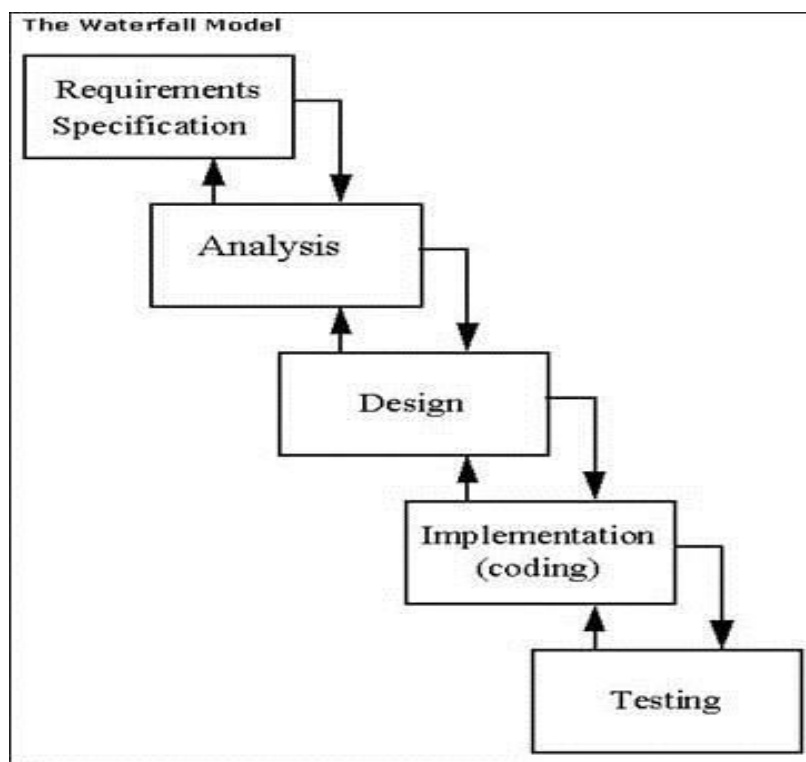 The Waterfall Model
Requirements
Specification
Analysis
Design
Implementation
(coding)
Testing